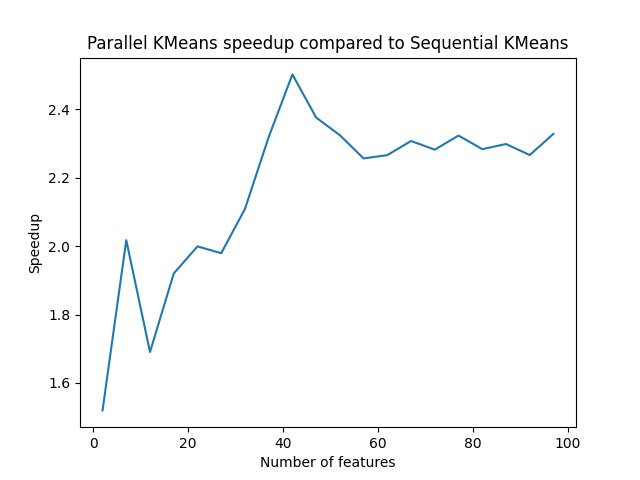 Parallel KMeans speedup compared to Sequential KMeans
2.4
2.2
2.0
1.8
1.6
Speedup
0 20 40 60 80 100
Number of features